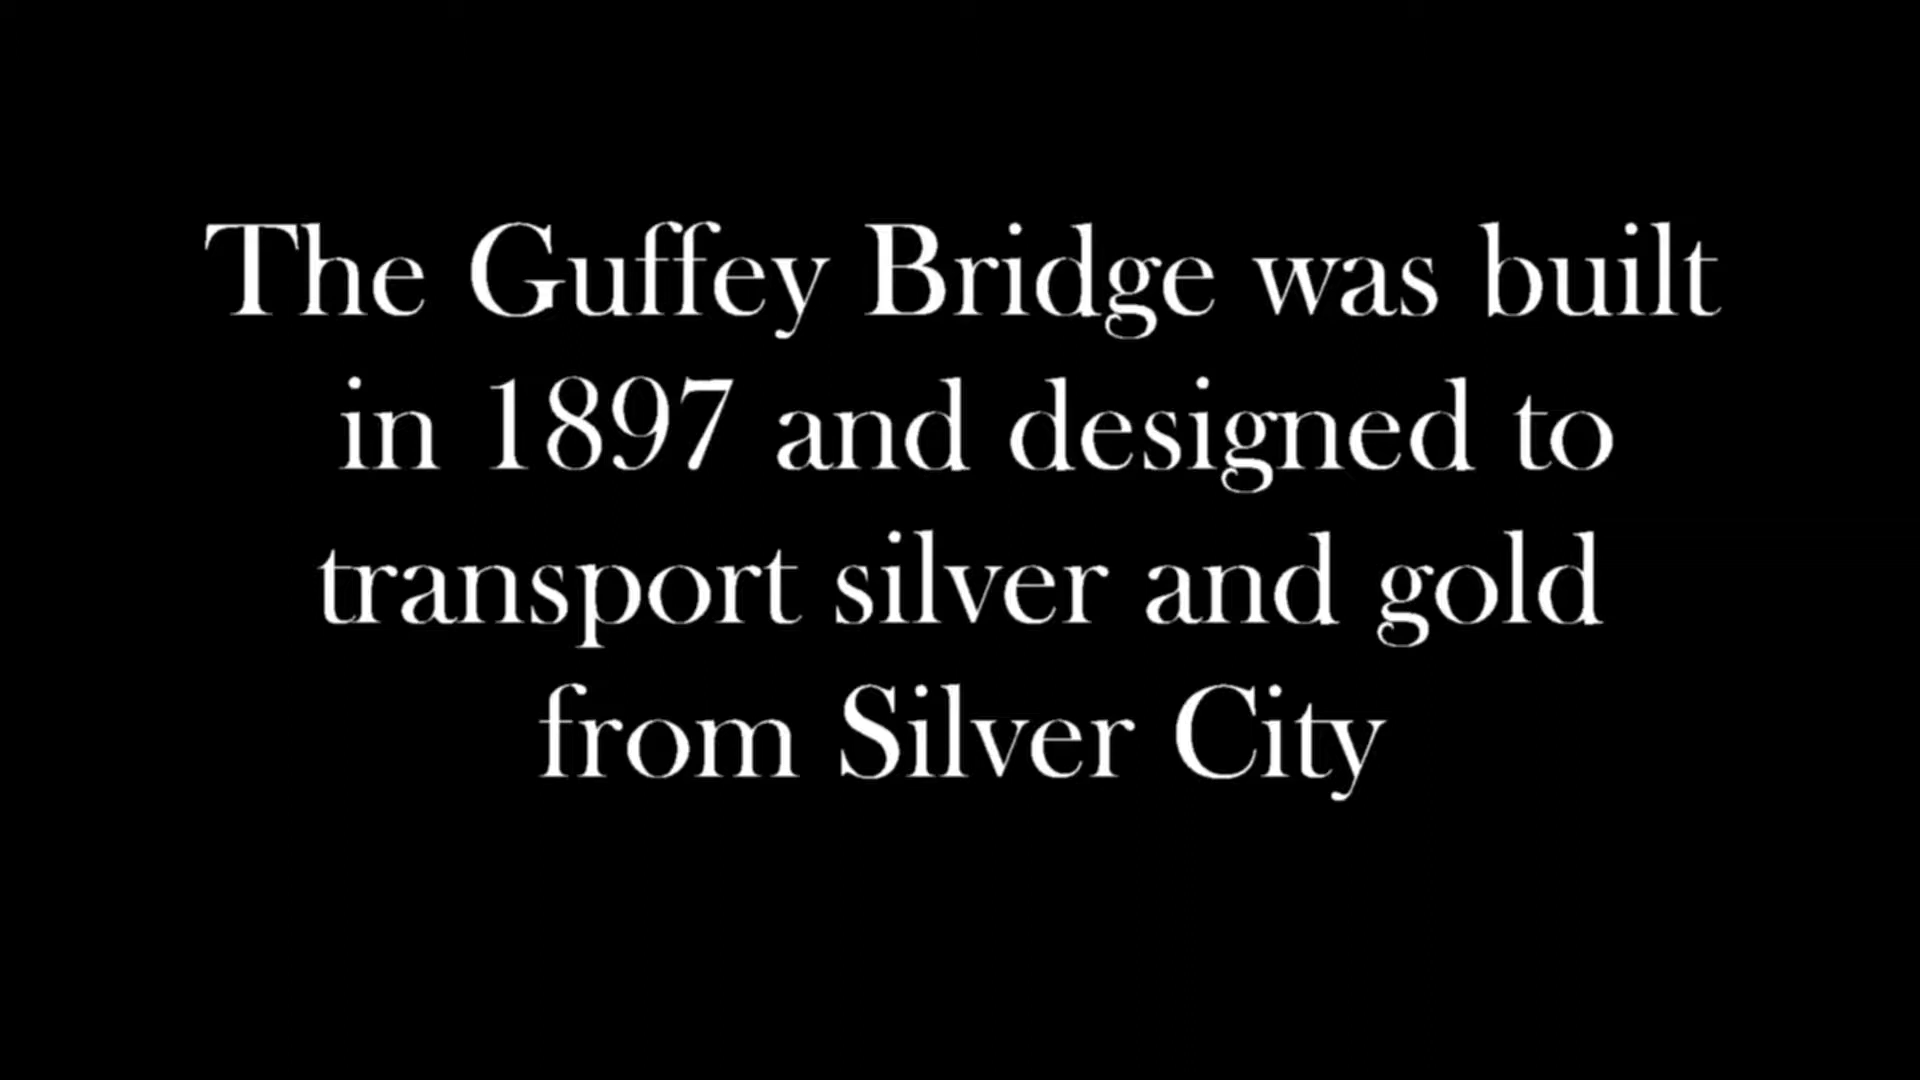 The Guffey Bridge was built
in 1897 and designed to
transport silver and gold
from Silver City